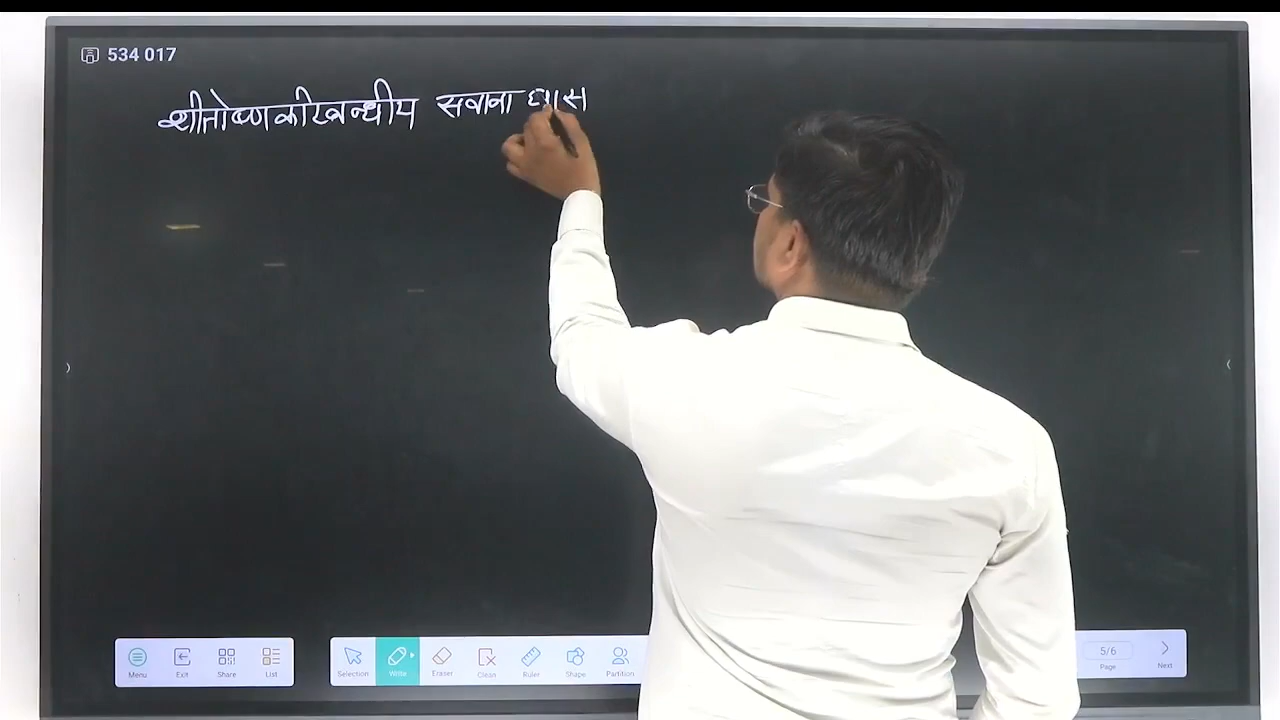 534 017
शीतोष्ण कटिबन्धीय सवाना घास
Menu Exit Share List Selection Write Eraser Clean Ruler Shape Partition 5/6 Page Next